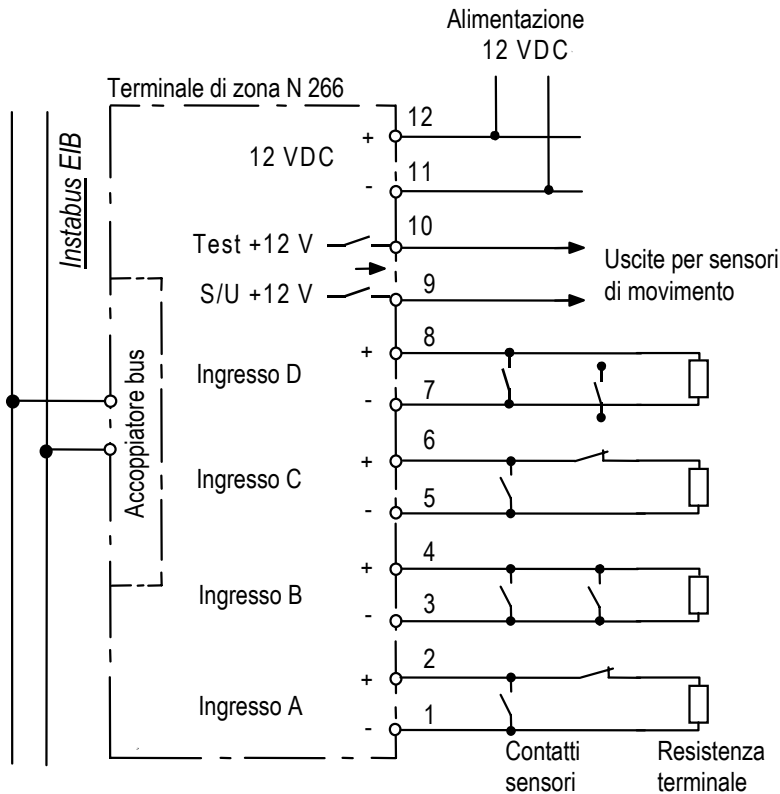 Alimentazione
12 VDC
Terminale di zona N 266
Instabus EIB
12 VDC
+
12
-
11
Test +12 V
10
S/U +12 V
9
Uscite per sensori
di movimento
Accoppiatore bus
Ingresso D
+
8
-
7
Ingresso C
+
6
-
5
Ingresso B
+
4
-
3
Ingresso A
+
2
-
1
Contatti
sensori
Resistenza
terminale